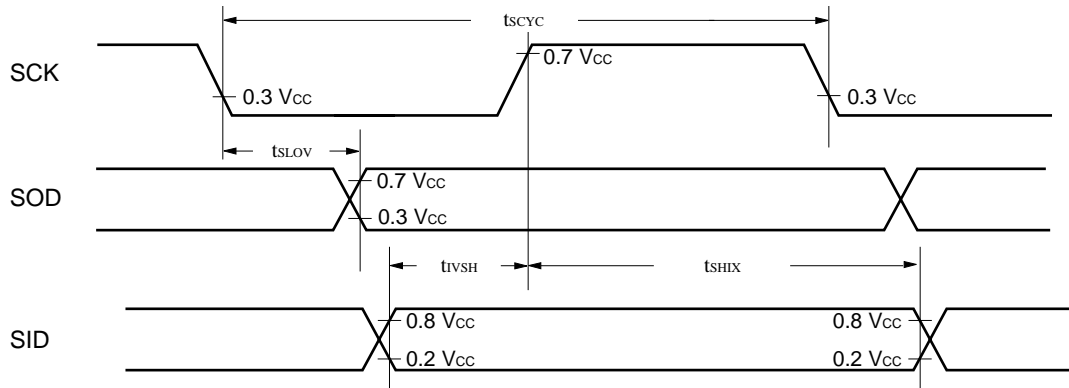 tSCYC
SCK
0.7 VCC
0.3 VCC
0.3 VCC
tSLOV
SOD
0.7 VCC
0.3 VCC
tIVSH
tSHIX
SID
0.8 VCC
0.8 VCC
0.2 VCC
0.2 VCC